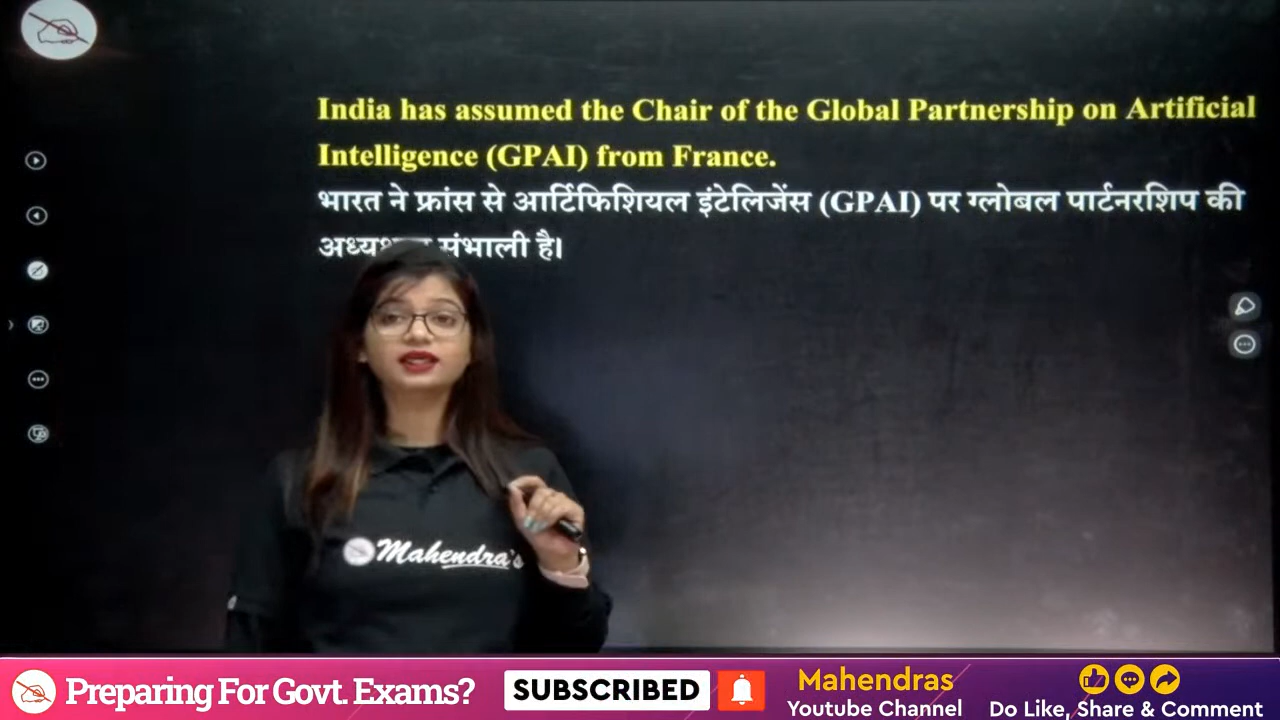 India has assumed the Chair of the Global Partnership on Artificial
Intelligence (GPAI) from France.
भारत ने फ्रांस से आर्टिफिशियल इंटेलिजेंस (GPAI) पर ग्लोबल पार्टनरशिप की
संभाली है।
Mahendra's
Preparing For Govt. Exams?
SUBSCRIBED
Mahendras
Youtube Channel
Do Like, Share & Comment